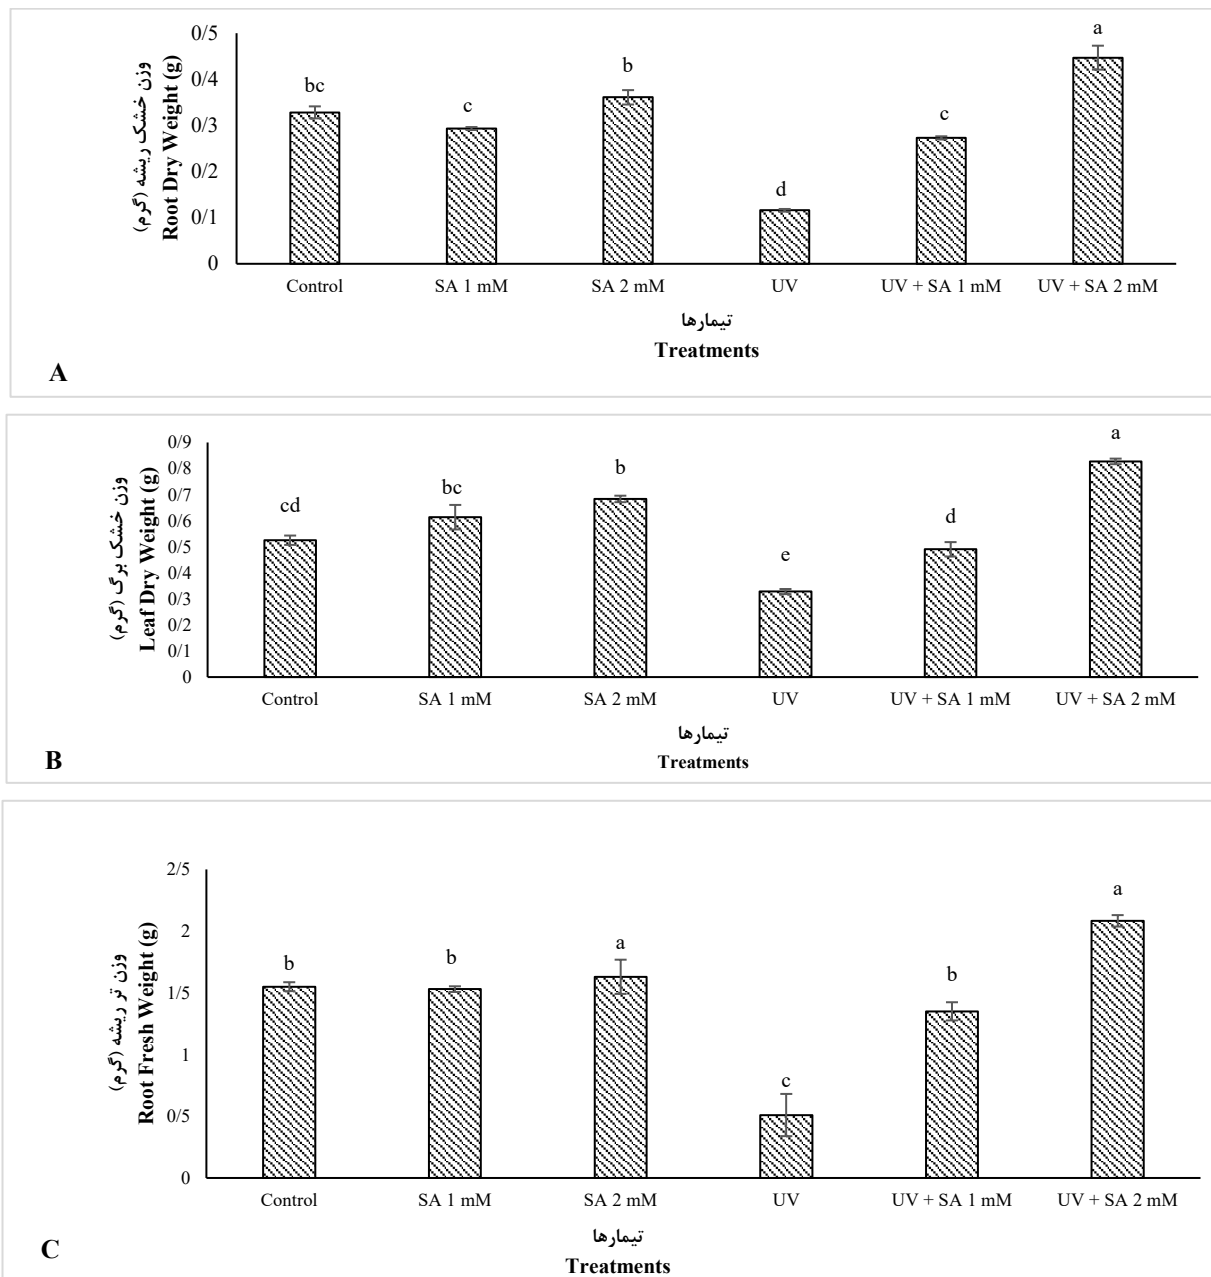 وزن خشک ریشه (گرم)
Root Dry Weight (g)
0/5
0/4
0/3
0/2
0/1
0
bc
c
b
d
c
a
Control
SA 1 mM
SA 2 mM
UV
UV + SA 1 mM
UV + SA 2 mM
تیمارها
Treatments
A
وزن خشک برگ (گرم)
Leaf Dry Weight (g)
0/9
0/8
0/7
0/6
0/5
0/4
0/3
0/2
0/1
0
cd
bc
b
e
d
a
Control
SA 1 mM
SA 2 mM
UV
UV + SA 1 mM
UV + SA 2 mM
تیمارها
Treatments
B
وزن تر ریشه (گرم)
Root Fresh Weight (g)
2/5
2
1/5
1
0/5
0
b
b
a
c
b
a
Control
SA 1 mM
SA 2 mM
UV
UV + SA 1 mM
UV + SA 2 mM
تیمارها
Treatments
C